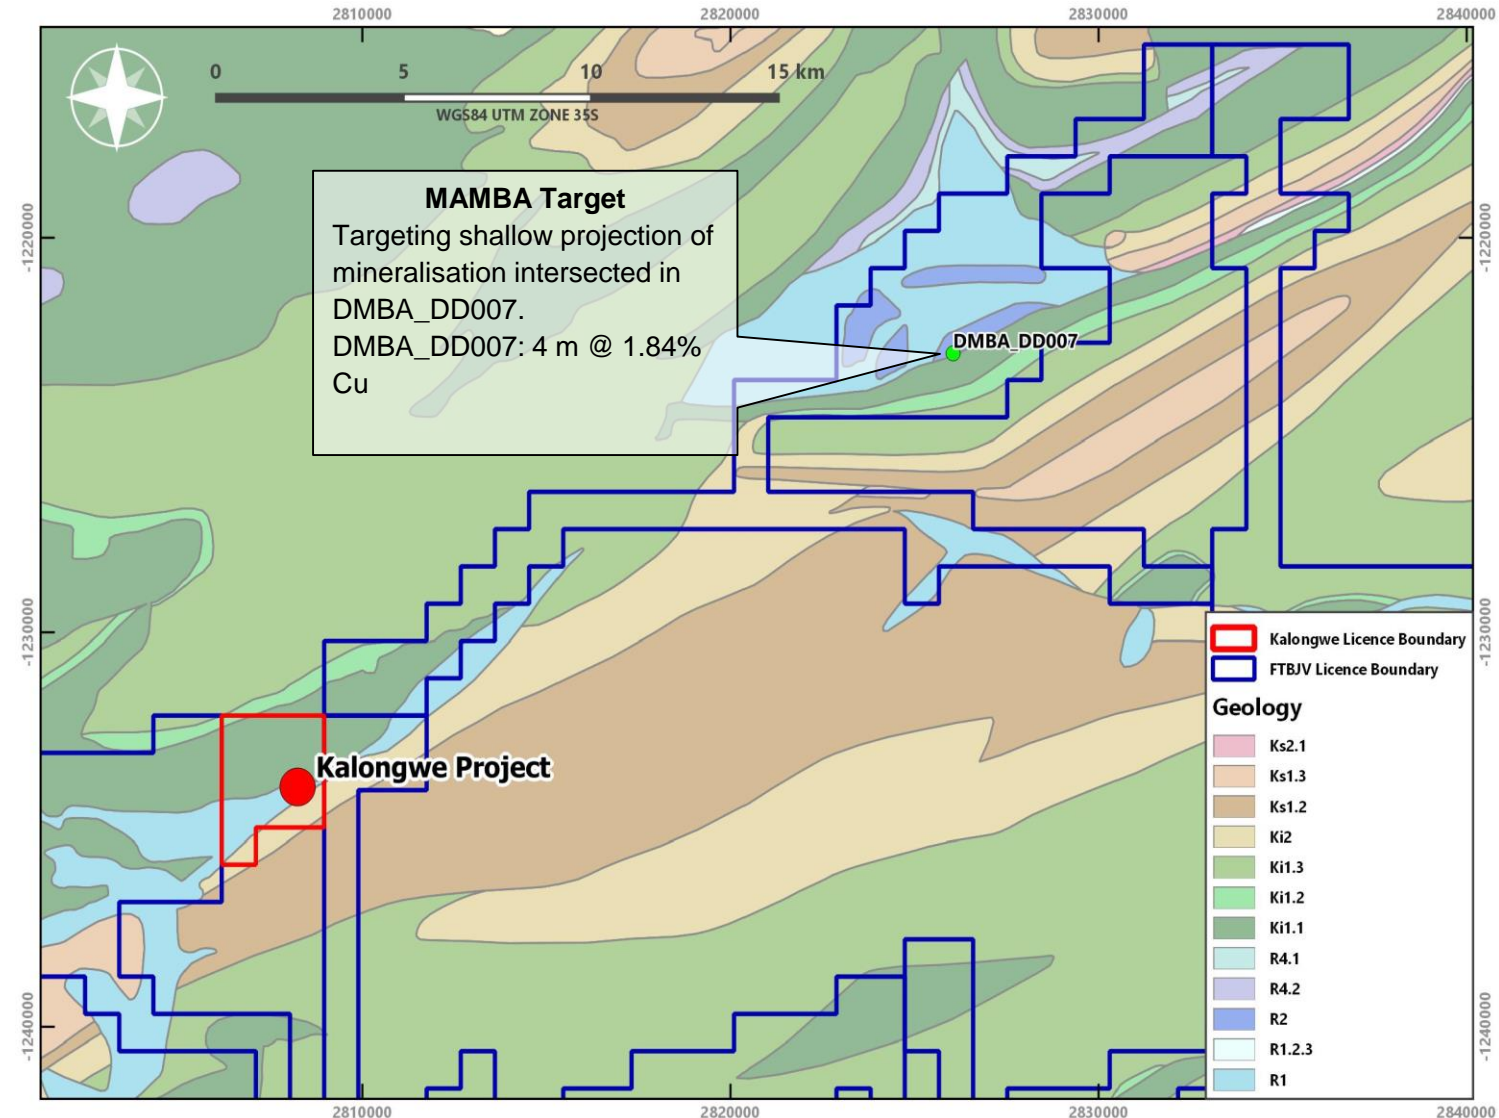 2810000
2820000
2830000
2840000
0
5
10
15 km
WGS84 UTM ZONE 35S
MAMBA Target
Targeting shallow projection of
mineralisation intersected in
DMBA_DD007.
DMBA_DD007: 4 m @ 1.84%
Cu
-1220000
-1220000
DMBA_DD007
-1230000
-1230000
Kalongwe Project
Kalongwe Licence Boundary
FTBJV Licence Boundary
Geology
Ks2.1
Ks1.3
Ks1.2
Ki2
Ki1.3
Ki1.2
Ki1.1
R4.1
R4.2
R2
R1.2.3
R1
-1240000
-1240000
2810000
2820000
2830000
2840000